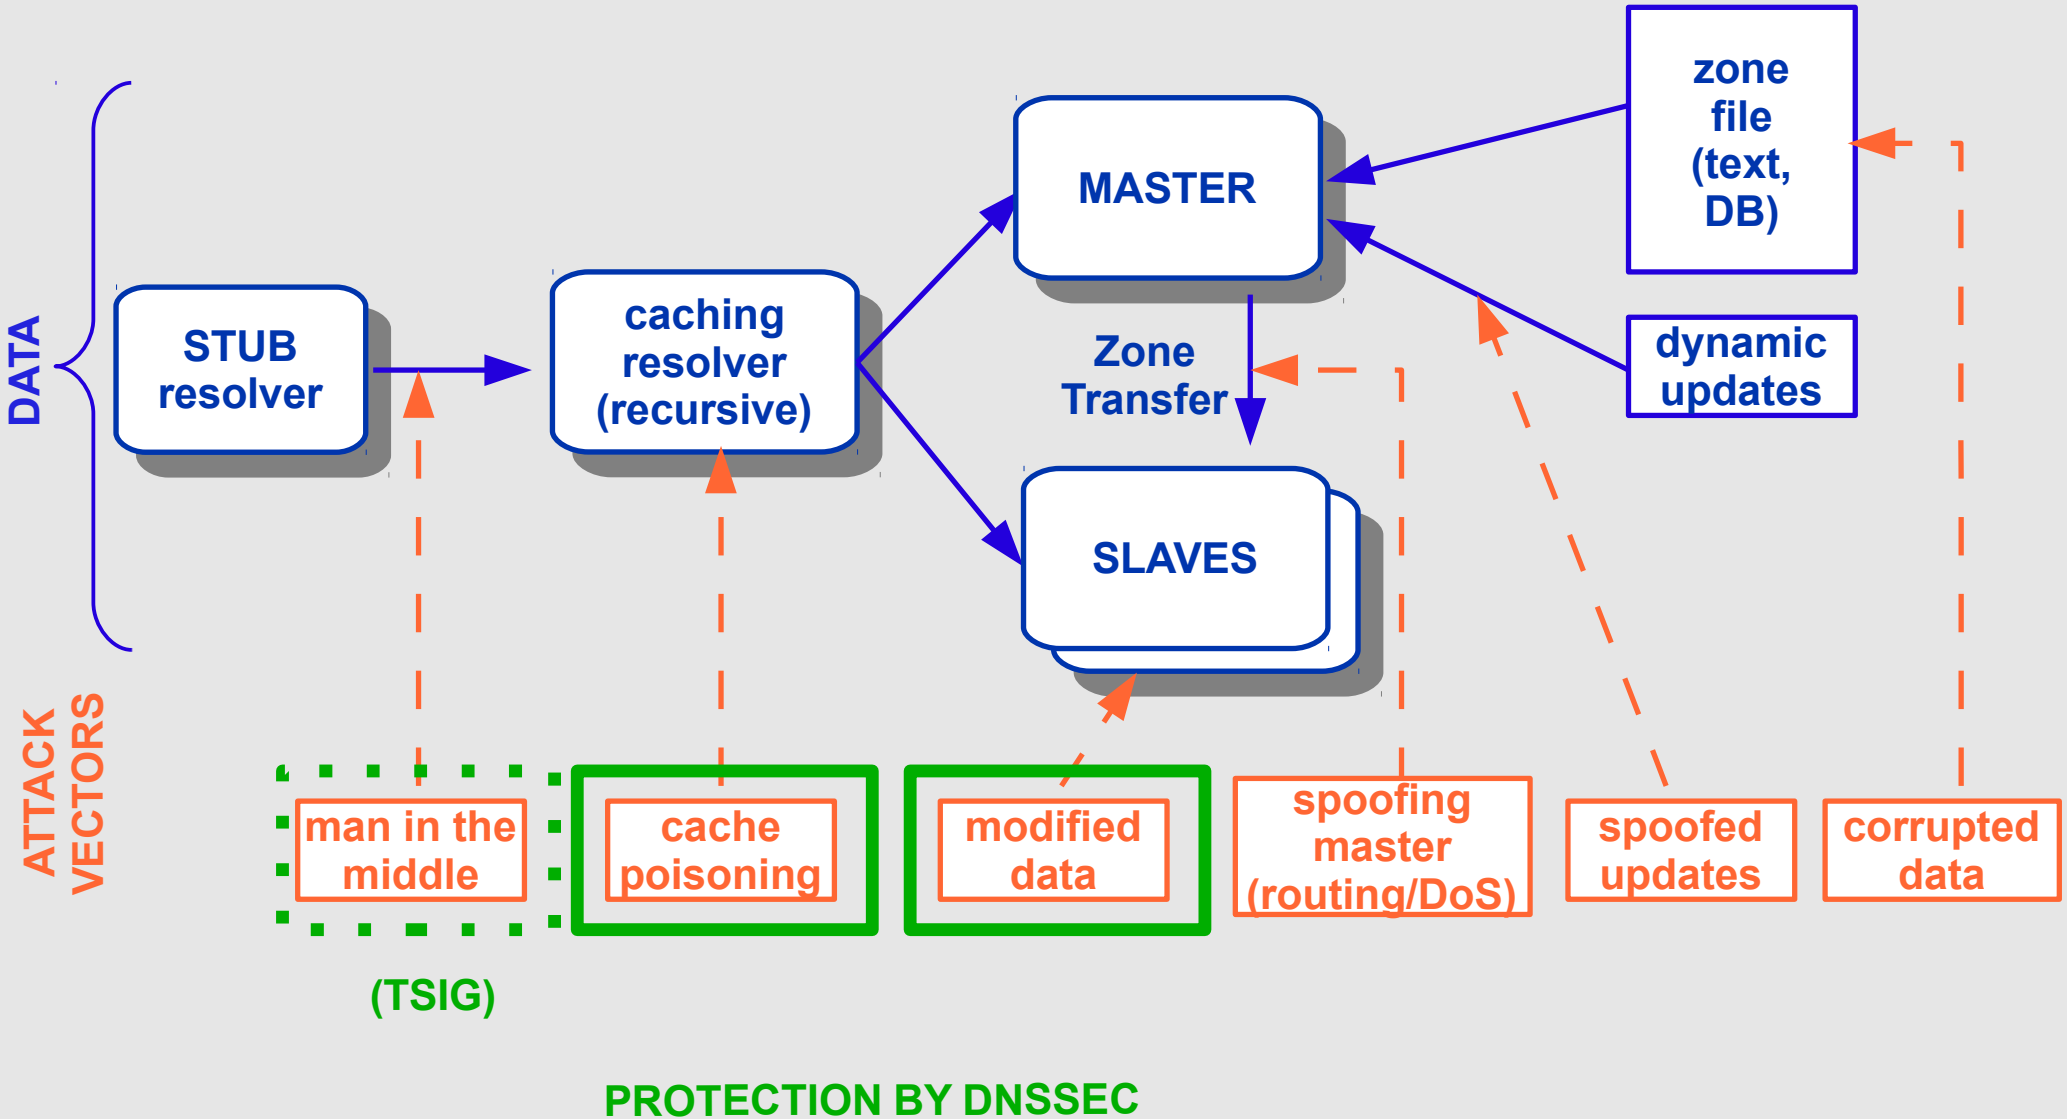 DATA
STUB
resolver
caching
resolver
(recursive)
MASTER
Zone
Transfer
SLAVES
zone
file
(text,
DB)
dynamic
updates
ATTACK
VECTORS
man in the
middle
cache
poisoning
modified
data
spoofing
master
(routing/DoS)
spoofed
updates
corrupted
data
(TSIG)
PROTECTION BY DNSSEC